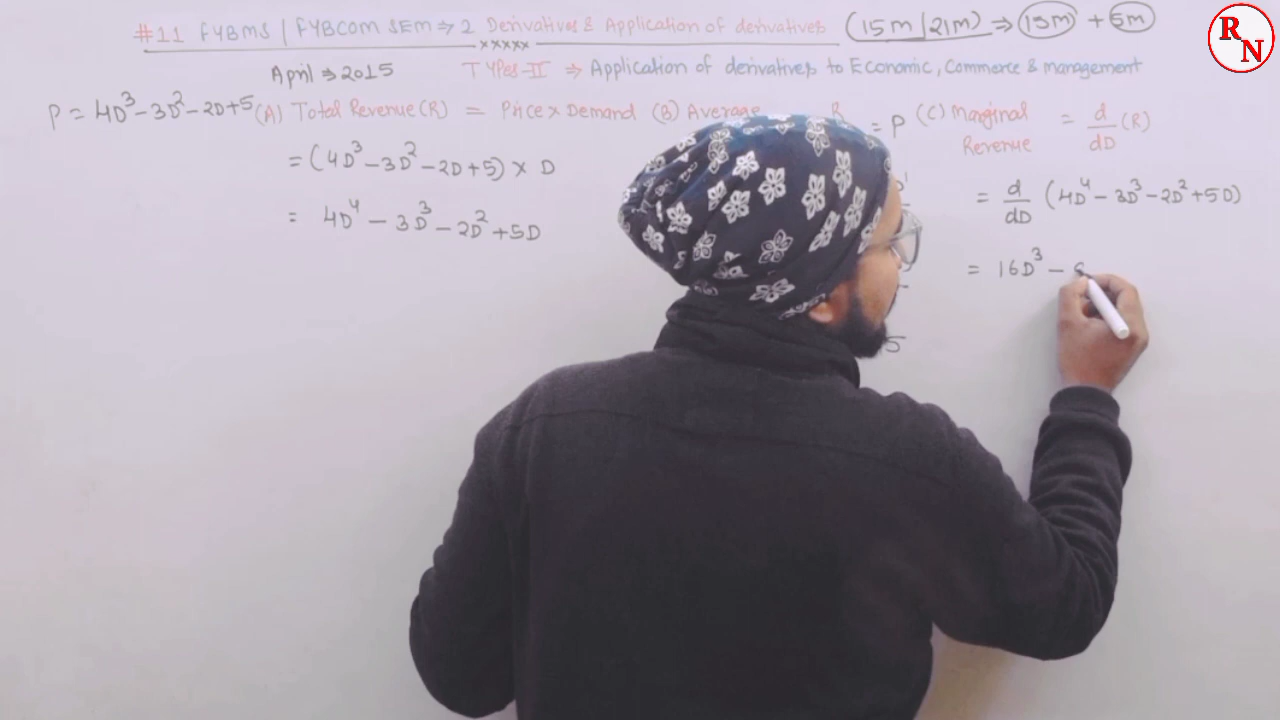 #11 FYBMS | FYBCOM SEM ⇒ 2 Derivatives & Application of derivatives (15M | 21M) ⇒ 15M + 5M
×××××
April ⇒ 2015 TYPES-II ⇒ Application of derivatives to Economic, Commerce & management
P = 4D³ − 3D² − 2D + 5
(A) Total Revenue (R) = Price × Demand
= (4D³ − 3D² − 2D + 5) × D
= 4D⁴ − 3D³ − 2D² + 5D
(B) Average R = P
5
(C) Marginal Revenue = d/dD (R)
= d/dD (4D⁴ − 3D³ − 2D² + 5D)
= 16D³ −
RN